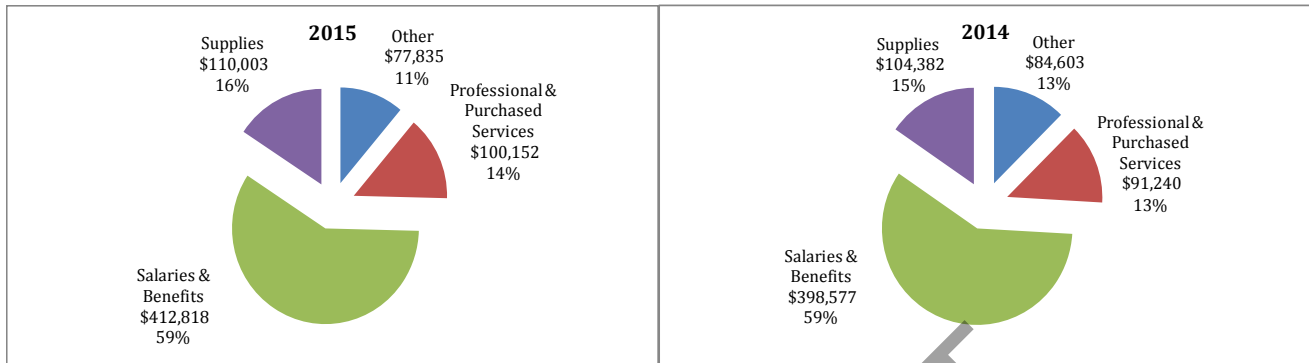 2015
Supplies
$110,003
16%
Other
$77,835
11%
Professional &
Purchased
Services
$100,152
14%
Salaries &
Benefits
$412,818
59%
2014
Supplies
$104,382
15%
Other
$84,603
13%
Professional &
Purchased
Services
$91,240
13%
Salaries &
Benefits
$398,577
59%